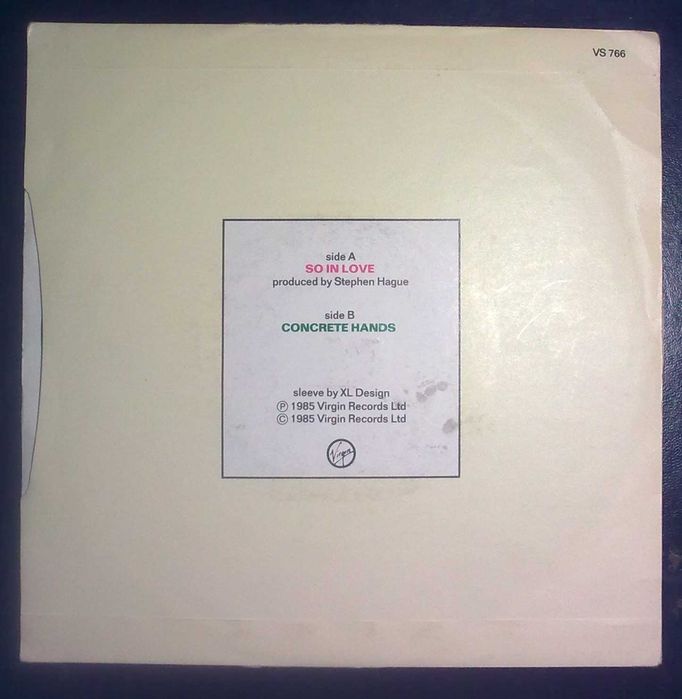 VS 766
side A
SO IN LOVE
produced by Stephen Hague
side B
CONCRETE HANDS
sleeve by XL Design
Ⓟ 1985 Virgin Records Ltd
© 1985 Virgin Records Ltd
Virgin